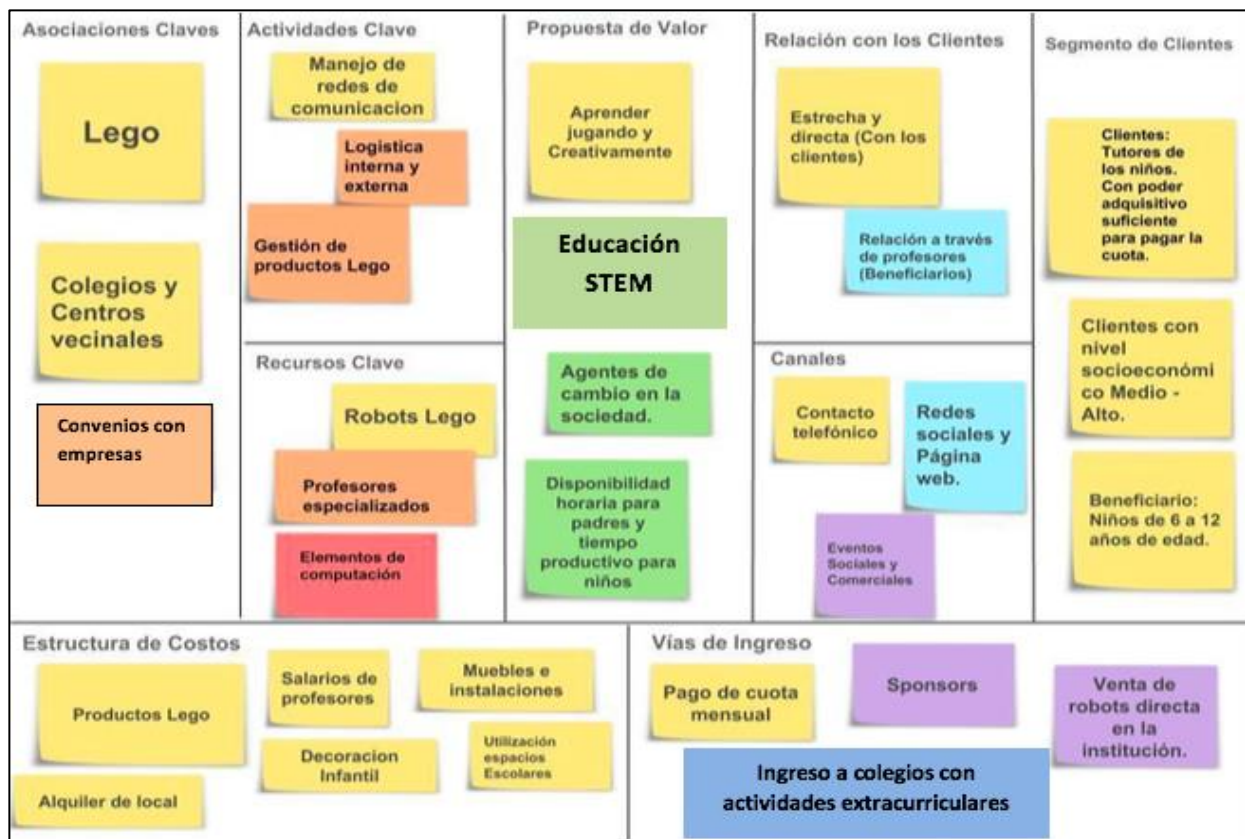 Asociaciones Claves
Lego
Colegios y
Centros
vecinales
Convenios con
empresas
Actividades Clave
Manejo de
redes de
comunicacion
Logistica
interna y
externa
Gestión de
productos Lego
Recursos Clave
Robots Lego
Profesores
especializados
Elementos de
computación
Propuesta de Valor
Aprender
jugando y
Creativamente
Educación
STEM
Agentes de
cambio en la
sociedad.
Disponibilidad
horaria para
padres y
tiempo
productivo para
niños
Relación con los Clientes
Estrecha y
directa (Con los
clientes)
Relación a través
de profesores
(Beneficiarios)
Canales
Contacto
telefónico
Redes
sociales y
Página
web.
Eventos
Sociales y
Comerciales
Segmento de Clientes
Clientes:
Tutores de
los niños.
Con poder
adquisitivo
suficiente
para pagar la
cuota.
Clientes con
nivel
socioeconómi
co Medio -
Alto.
Beneficiario:
Niños de 6 a 12
años de edad.
Estructura de Costos
Productos Lego
Alquiler de local
Salarios de
profesores
Decoracion
Infantil
Muebles e
instalaciones
Utilización
espacios
Escolares
Vías de Ingreso
Pago de cuota
mensual
Sponsors
Venta de
robots directa
en la
institución.
Ingreso a colegios con
actividades extracurriculares